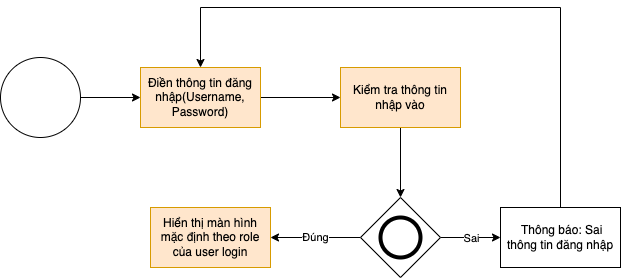 Điền thông tin đăng
nhập(Username,
Password)
Kiểm tra thông tin
nhập vào
Hiển thị màn hình
mặc định theo role
của user login
Đúng
Sai
Thông báo: Sai
thông tin đăng nhập